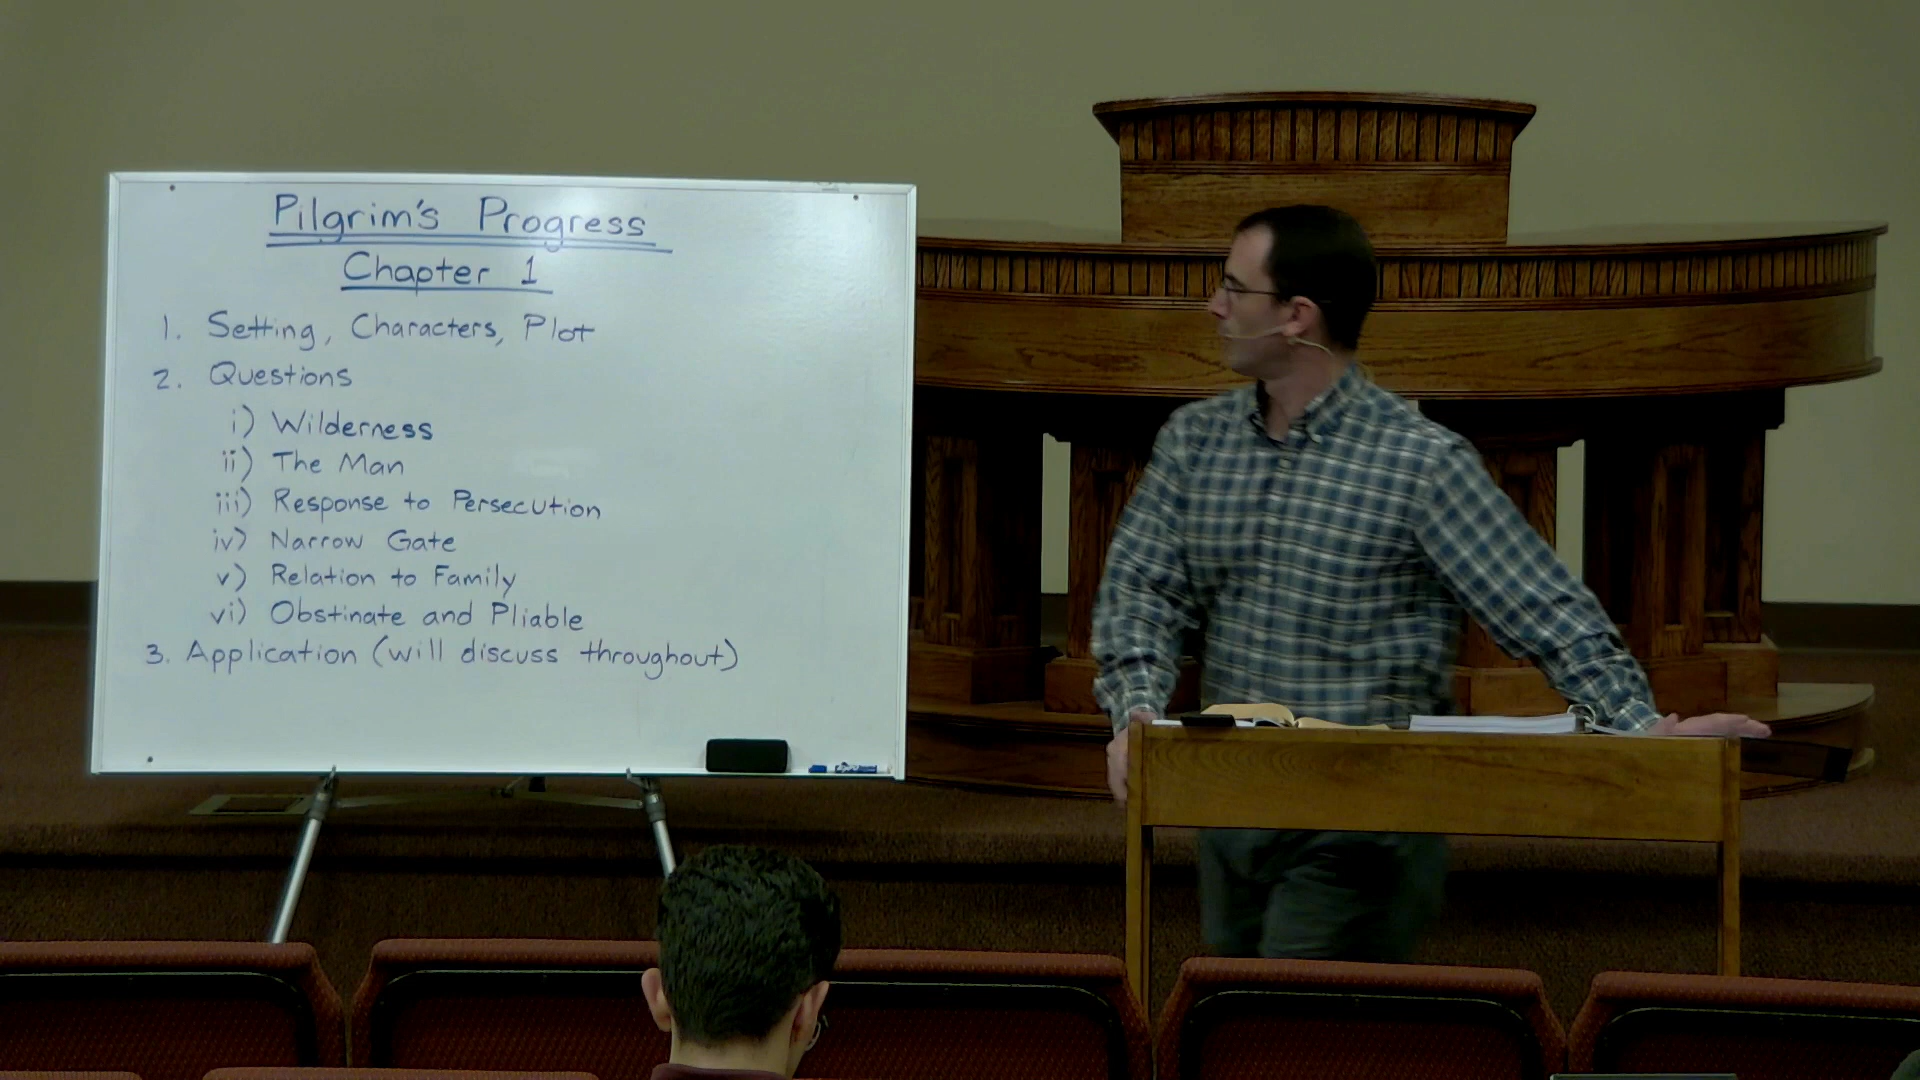 Pilgrim's Progress
Chapter 1
1. Setting, Characters, Plot
2. Questions
i) Wilderness
ii) The Man
iii) Response to Persecution
iv) Narrow Gate
v) Relation to Family
vi) Obstinate and Pliable
3. Application (will discuss throughout)